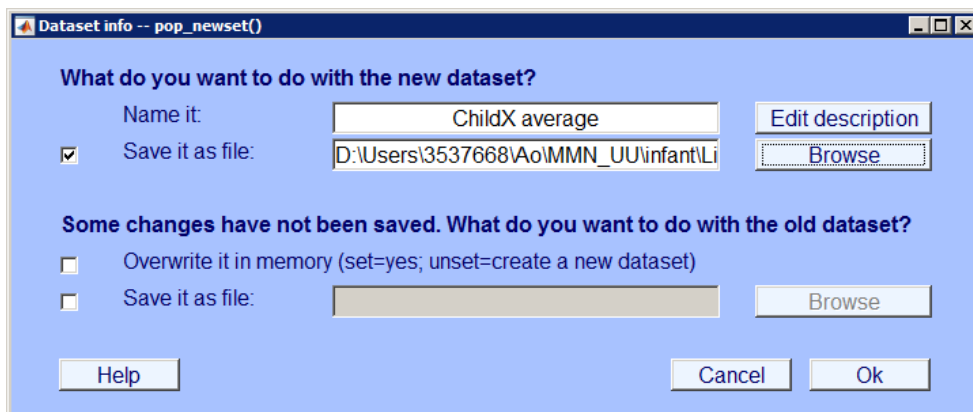 Dataset info -- pop_newset()
What do you want to do with the new dataset?
Name it: ChildX average Edit description
Save it as file: D:\Users\3537668\Ao\MMN_UU\infant\Li Browse
Some changes have not been saved. What do you want to do with the old dataset?
Overwrite it in memory (set=yes; unset=create a new dataset)
Save it as file: Browse
Help Cancel Ok